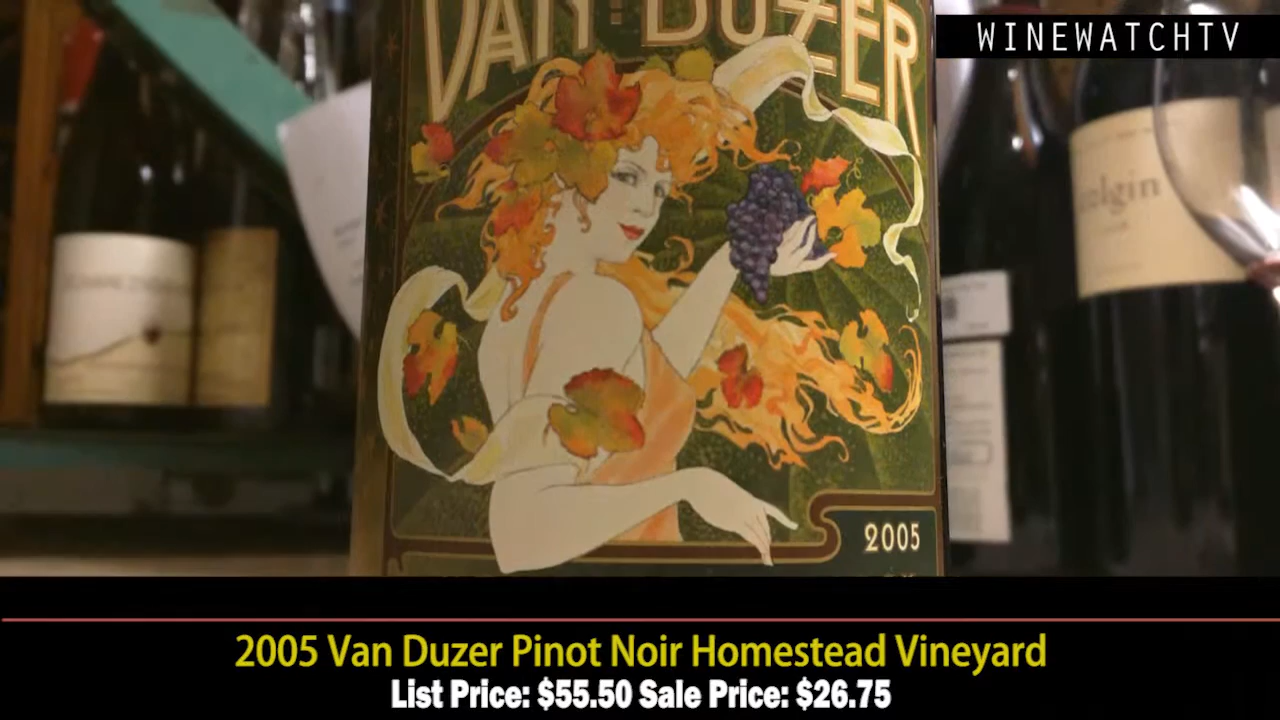 WINEWATCHTV
VAN DUZER
2005
2005 Van Duzer Pinot Noir Homestead Vineyard
List Price: $55.50 Sale Price: $26.75